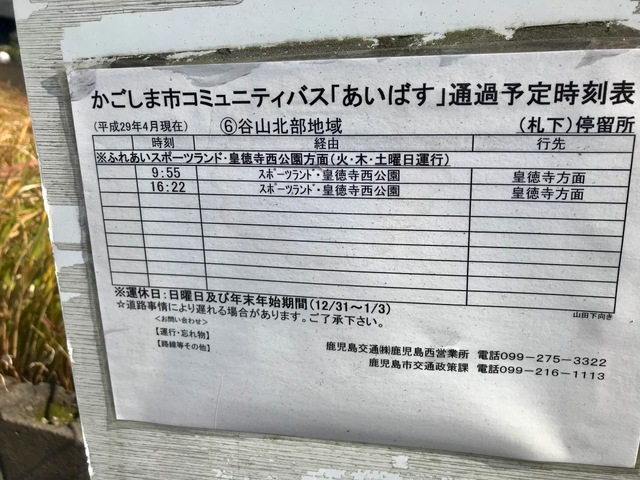 かごしま市コミュニティバス「あいばす」通過予定時刻表
(平成29年4月現在) ⑥谷山北部地域 (札下)停留所
時刻 経由 行先
※ふれあいスポーツランド・皇徳寺西公園方面(火・木・土曜日運行)
9:55 スポーツランド・皇徳寺西公園 皇徳寺方面
16:22 スポーツランド・皇徳寺西公園 皇徳寺方面
※運休日:日曜日及び年末年始期間(12/31~1/3)
山田下向き
☆道路事情により遅れる場合があります。ご了承下さい。
<お問い合わせ>
【運行・忘れ物】 鹿児島交通㈱鹿児島西営業所 電話099-275-3322
【路線等その他】 鹿児島市交通政策課 電話099-216-1113